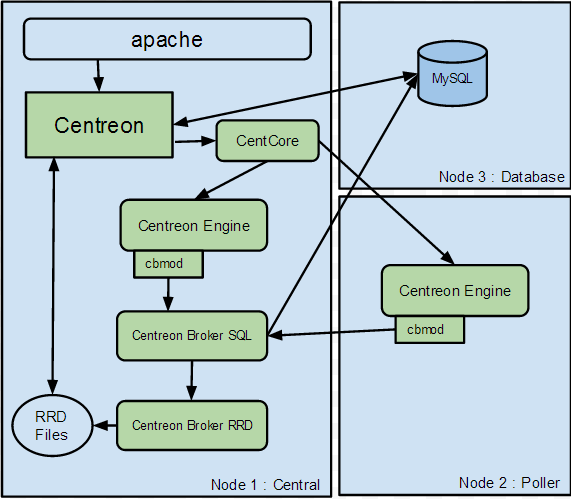 apache
Centreon
CentCore
Centreon Engine
cbmod
Centreon Broker SQL
Centreon Broker RRD
RRD
Files
Node 1 : Central
MySQL
Node 3 : Database
Centreon Engine
cbmod
Node 2 : Poller